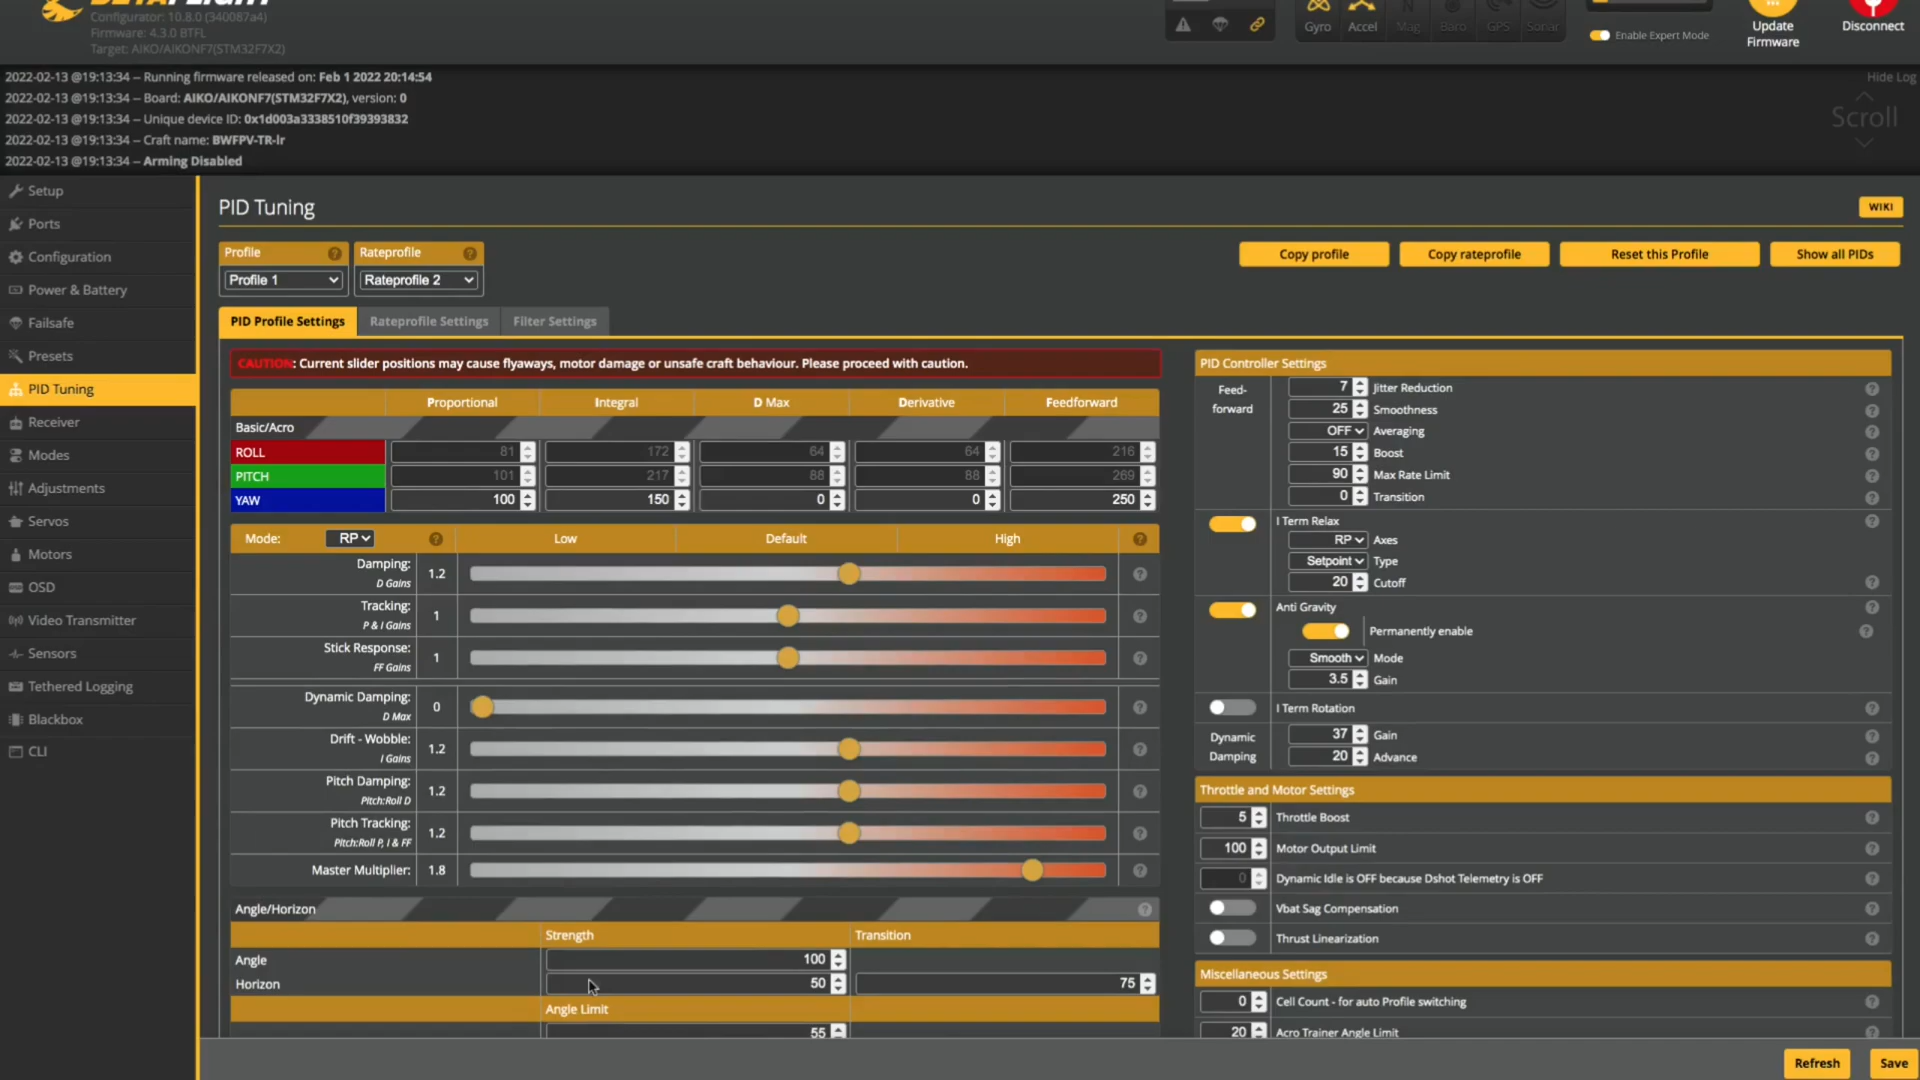 BETAFLIGHT
Configurator: 10.8.0 (340087a4)
Firmware: 4.3.0 BTFL
Target: AIKO/AIKONF7(STM32F7X2)
Gyro Accel Mag Baro GPS Sonar
Enable Expert Mode
Update Firmware
Disconnect
2022-02-13 @19:13:34 -- Running firmware released on: Feb 1 2022 20:14:54
2022-02-13 @19:13:34 -- Board: AIKO/AIKONF7(STM32F7X2), version: 0
2022-02-13 @19:13:34 -- Unique device ID: 0x1d003a3338510f39393832
2022-02-13 @19:13:34 -- Craft name: BWFPV-TR-lr
2022-02-13 @19:13:34 -- Arming Disabled
Hide Log
Scroll
Setup
Ports
Configuration
Power & Battery
Failsafe
Presets
PID Tuning
Receiver
Modes
Adjustments
Servos
Motors
OSD
Video Transmitter
Sensors
Tethered Logging
Blackbox
CLI
PID Tuning
WIKI
Profile Rateprofile
Profile 1 Rateprofile 2
Copy profile Copy rateprofile Reset this Profile Show all PIDs
PID Profile Settings Rateprofile Settings Filter Settings
CAUTION: Current slider positions may cause flyaways, motor damage or unsafe craft behaviour. Please proceed with caution.
Proportional Integral D Max Derivative Feedforward
Basic/Acro
ROLL 81 172 64 64 216
PITCH 101 217 88 88 269
YAW 100 150 0 0 250
Mode: RP Low Default High
Damping: D Gains 1.2
Tracking: P & I Gains 1
Stick Response: FF Gains 1
Dynamic Damping: D Max 0
Drift - Wobble: I Gains 1.2
Pitch Damping: Pitch:Roll D 1.2
Pitch Tracking: Pitch:Roll P, I & FF 1.2
Master Multiplier: 1.8
Angle/Horizon
Strength Transition
Angle 100
Horizon 50 75
Angle Limit
55
PID Controller Settings
Feed-forward
7 Jitter Reduction
25 Smoothness
OFF Averaging
15 Boost
90 Max Rate Limit
0 Transition
I Term Relax
RP Axes
Setpoint Type
20 Cutoff
Anti Gravity
Permanently enable
Smooth Mode
3.5 Gain
I Term Rotation
Dynamic Damping
37 Gain
20 Advance
Throttle and Motor Settings
5 Throttle Boost
100 Motor Output Limit
0 Dynamic Idle is OFF because Dshot Telemetry is OFF
Vbat Sag Compensation
Thrust Linearization
Miscellaneous Settings
0 Cell Count - for auto Profile switching
20 Acro Trainer Angle Limit
Refresh Save